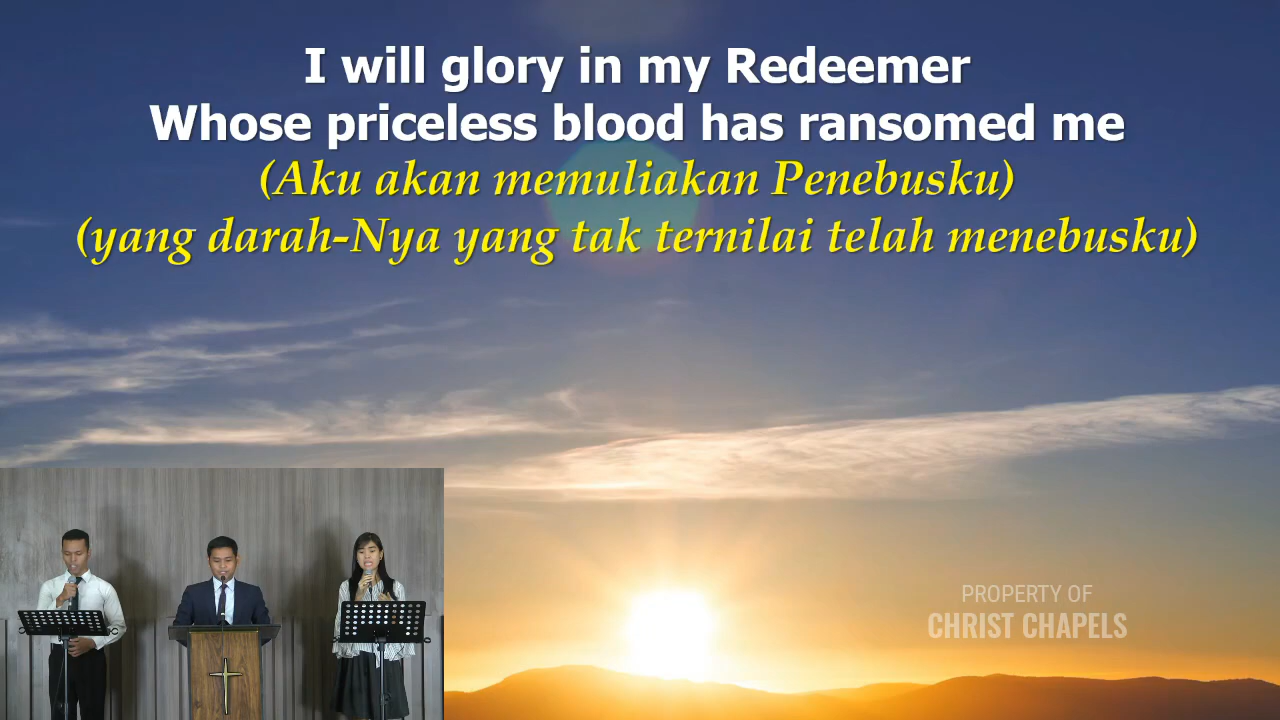 I will glory in my Redeemer
Whose priceless blood has ransomed me
(Aku akan memuliakan Penebusku)
(yang darah-Nya yang tak ternilai telah menebusku)
PROPERTY OF
CHRIST CHAPELS